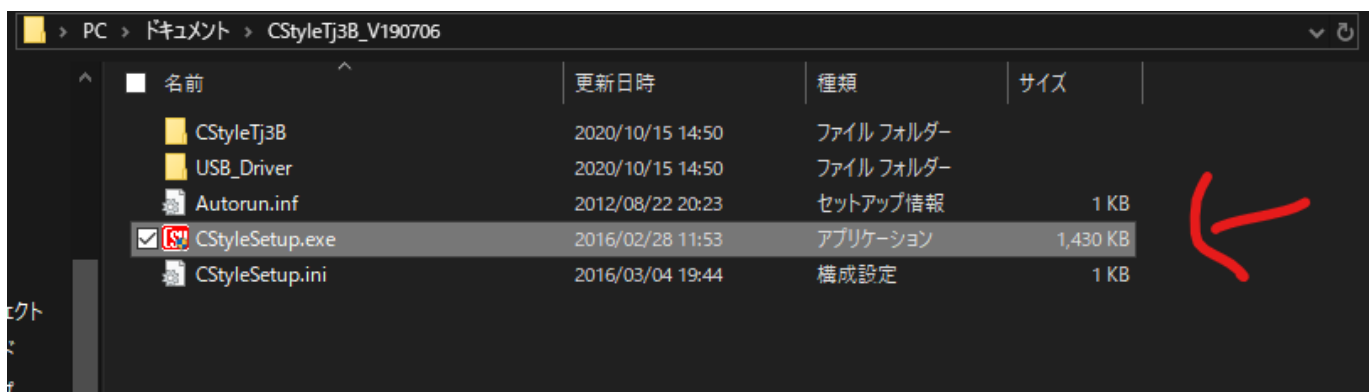 PC > ドキュメント > CStyleTj3B_V190706
名前 更新日時 種類 サイズ
CStyleTj3B 2020/10/15 14:50 ファイル フォルダー
USB_Driver 2020/10/15 14:50 ファイル フォルダー
Autorun.inf 2012/08/22 20:23 セットアップ情報 1 KB
CStyleSetup.exe 2016/02/28 11:53 アプリケーション 1,430 KB
CStyleSetup.ini 2016/03/04 19:44 構成設定 1 KB
ェクト